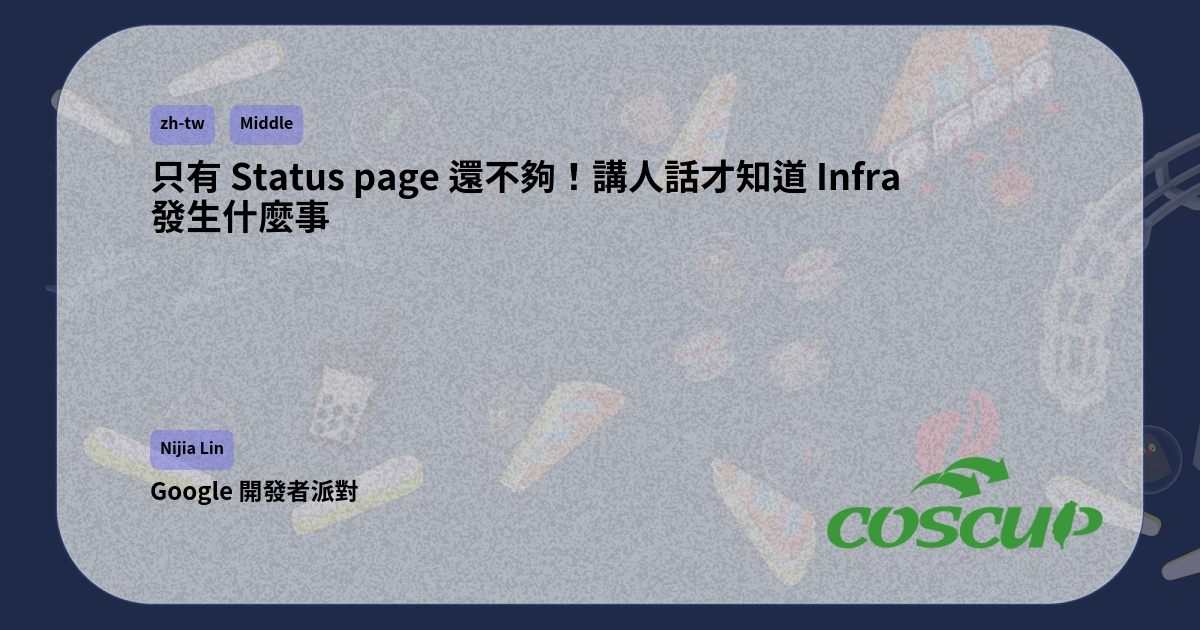 zh-tw Middle
只有 Status page 還不夠！講人話才知道 Infra
發生什麼事
Nijia Lin
Google 開發者派對
COSCUP